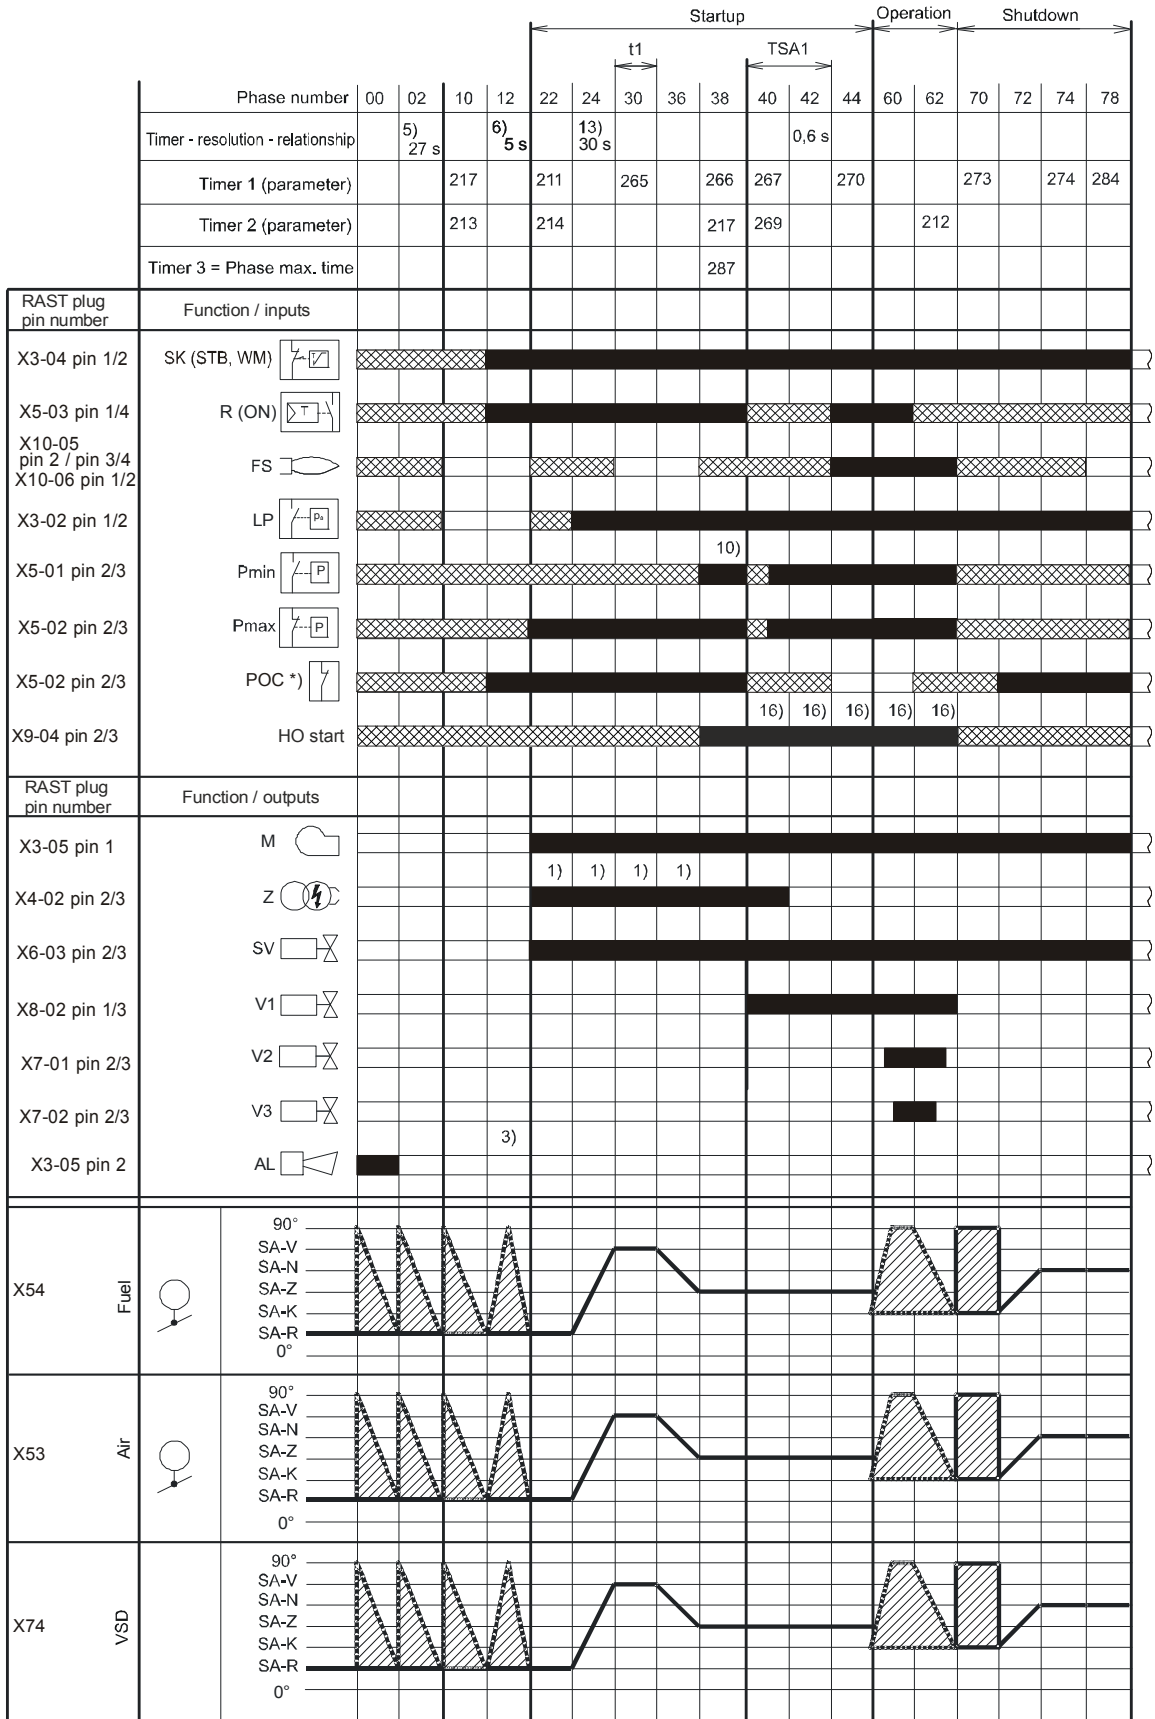 Startup Operation Shutdown
t1 TSA1
Phase number 00 02 10 12 22 24 30 36 38 40 42 44 60 62 70 72 74 78
Timer - resolution - relationship 5) 27 s 6) 5 s 13) 30 s 0,6 s
Timer 1 (parameter) 217 211 265 266 267 270 273 274 284
Timer 2 (parameter) 213 214 217 269 212
Timer 3 = Phase max. time 287
RAST plug
pin number
Function / inputs
X3-04 pin 1/2 SK (STB, WM)
X5-03 pin 1/4 R (ON) T
X10-05
pin 2 / pin 3/4
X10-06 pin 1/2
FS
X3-02 pin 1/2 LP Pa
10)
X5-01 pin 2/3 Pmin P
X5-02 pin 2/3 Pmax P
X5-02 pin 2/3 POC *)
16) 16) 16) 16) 16)
X9-04 pin 2/3 HO start
RAST plug
pin number
Function / outputs
X3-05 pin 1 M
1) 1) 1) 1)
X4-02 pin 2/3 Z
X6-03 pin 2/3 SV
X8-02 pin 1/3 V1
X7-01 pin 2/3 V2
X7-02 pin 2/3 V3
3)
X3-05 pin 2 AL
X54
Fuel
90°
SA-V
SA-N
SA-Z
SA-K
SA-R
0°
X53
Air
90°
SA-V
SA-N
SA-Z
SA-K
SA-R
0°
X74
VSD
90°
SA-V
SA-N
SA-Z
SA-K
SA-R
0°